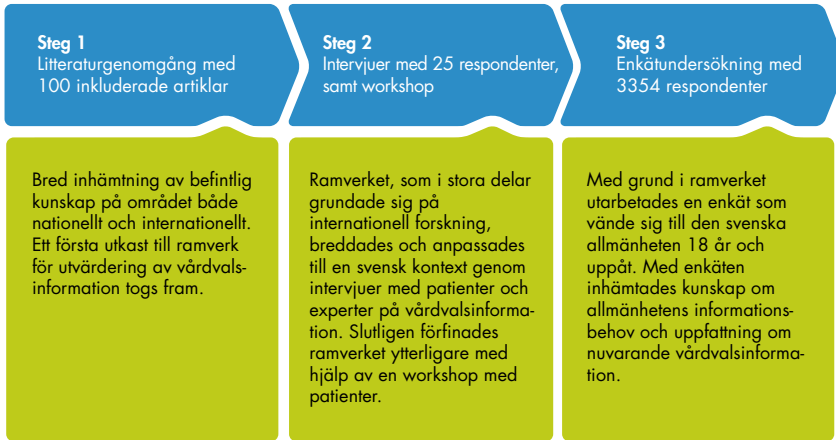 Steg 1
Litteraturgenomgång med
100 inkluderade artiklar
Bred inhämtning av befintlig
kunskap på området både
nationellt och internationellt.
Ett första utkast till ramverk
för utvärdering av vårdvals-
information togs fram.
Steg 2
Intervjuer med 25 respondenter,
samt workshop
Ramverket, som i stora delar
grundade sig på
internationell forskning,
breddades och anpassades
till en svensk kontext genom
intervjuer med patienter och
experter på vårdvalsinforma-
tion. Slutligen förfinades
ramverket ytterligare med
hjälp av en workshop med
patienter.
Steg 3
Enkätundersökning med
3354 respondenter
Med grund i ramverket
utarbetades en enkät som
vände sig till den svenska
allmänheten 18 år och
uppåt. Med enkäten
inhämtades kunskap om
allmänhetens informations-
behov och uppfattning om
nuvarande vårdvalsinforma-
tion.